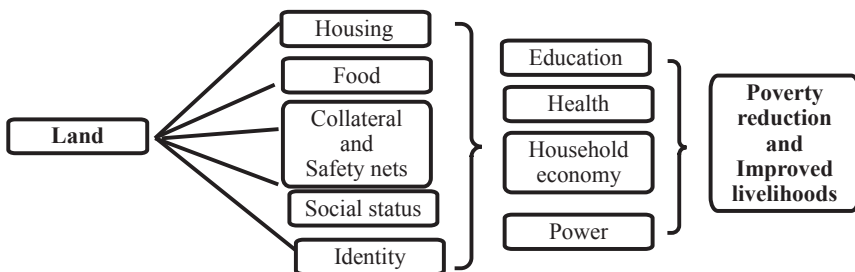 Land
Housing
Food
Collateral
and
Safety nets
Social status
Identity
Education
Health
Household
economy
Power
Poverty
reduction
and
Improved
livelihoods